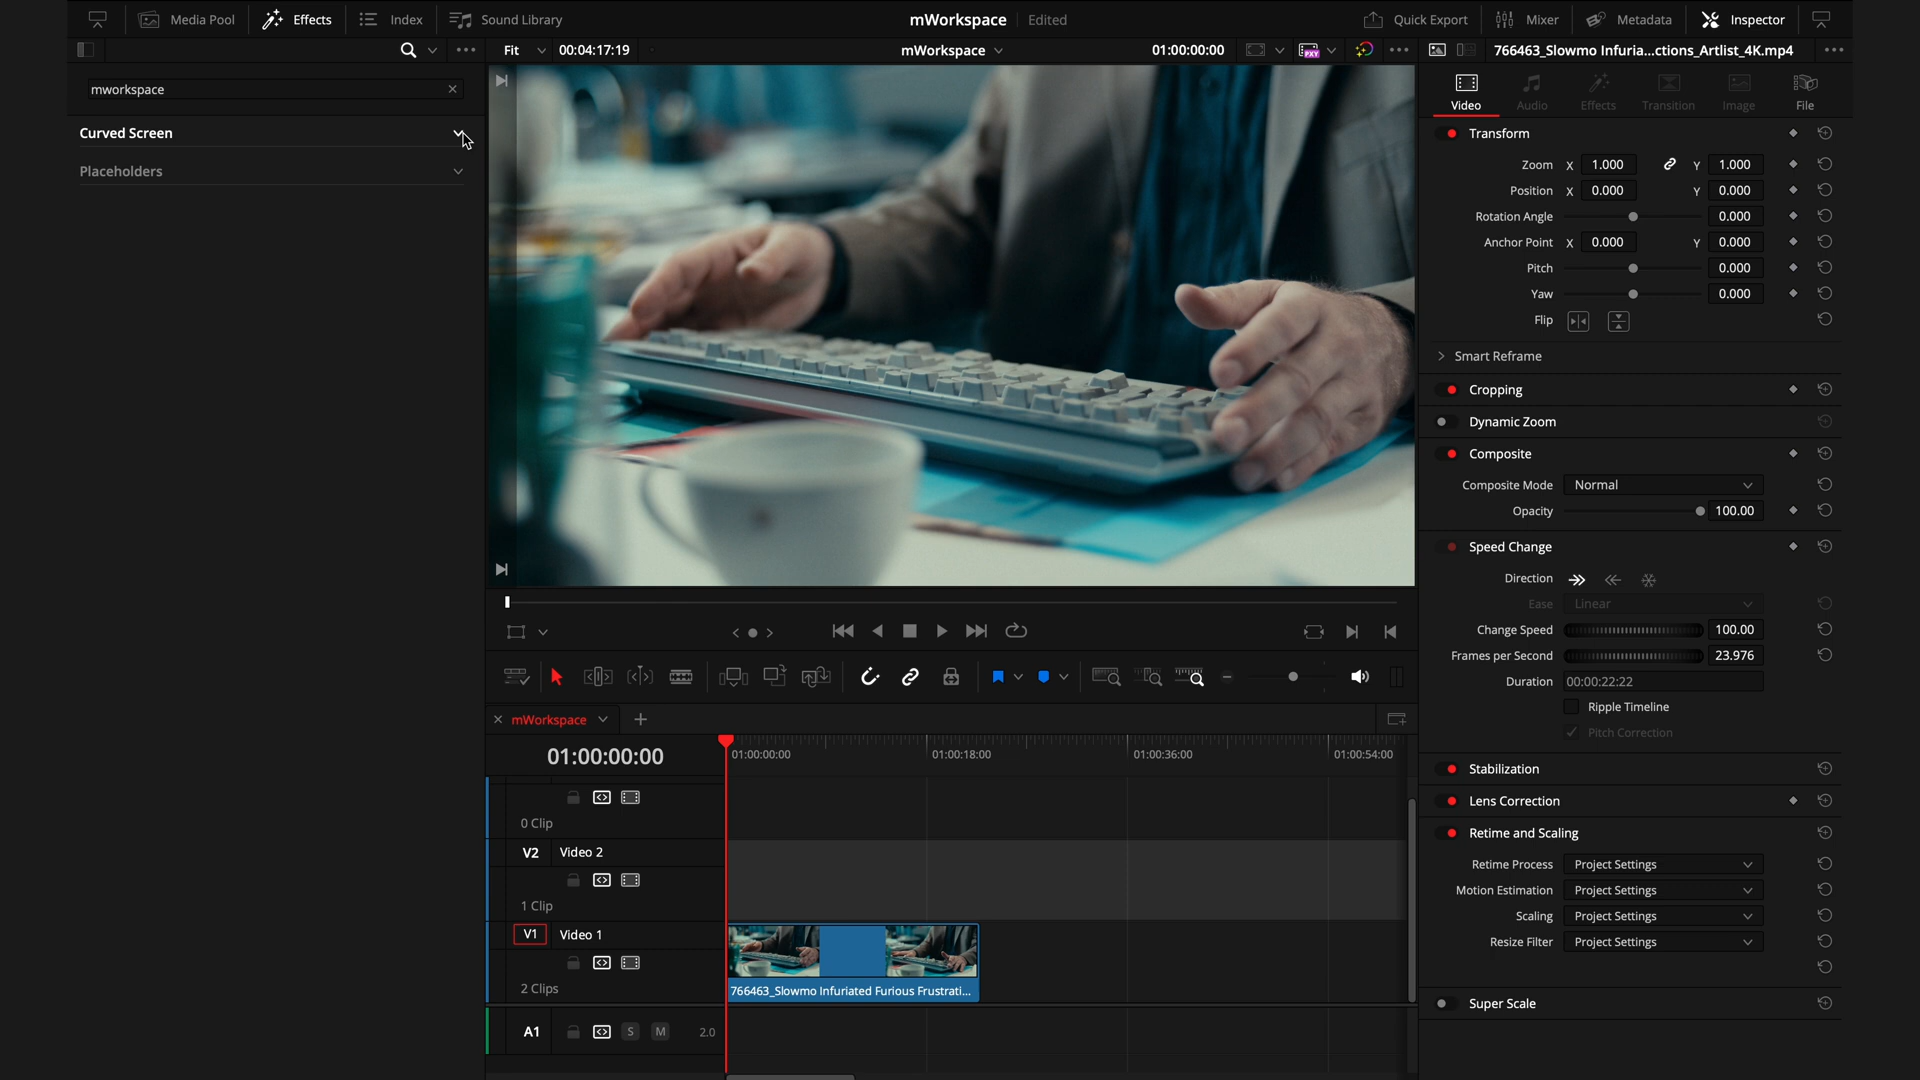 Media Pool Effects Index Sound Library mWorkspace Edited Quick Export Mixer Metadata Inspector
Fit 00:04:17:19 mWorkspace 01:00:00:00 PXY 766463_Slowmo Infuria...ctions_Artlist_4K.mp4
mworkspace
Curved Screen
Placeholders
Video Audio Effects Transition Image File
Transform
Zoom X 1.000 Y 1.000
Position X 0.000 Y 0.000
Rotation Angle 0.000
Anchor Point X 0.000 Y 0.000
Pitch 0.000
Yaw 0.000
Flip
Smart Reframe
Cropping
Dynamic Zoom
Composite
Composite Mode Normal
Opacity 100.00
Speed Change
Direction
Ease Linear
Change Speed 100.00
Frames per Second 23.976
Duration 00:00:22:22
Ripple Timeline
Pitch Correction
Stabilization
Lens Correction
Retime and Scaling
Retime Process Project Settings
Motion Estimation Project Settings
Scaling Project Settings
Resize Filter Project Settings
Super Scale
mWorkspace
01:00:00:00 01:00:00:00 01:00:18:00 01:00:36:00 01:00:54:00
0 Clip
V2 Video 2
1 Clip
V1 Video 1
2 Clips 766463_Slowmo Infuriated Furious Frustrati...
A1 S M 2.0